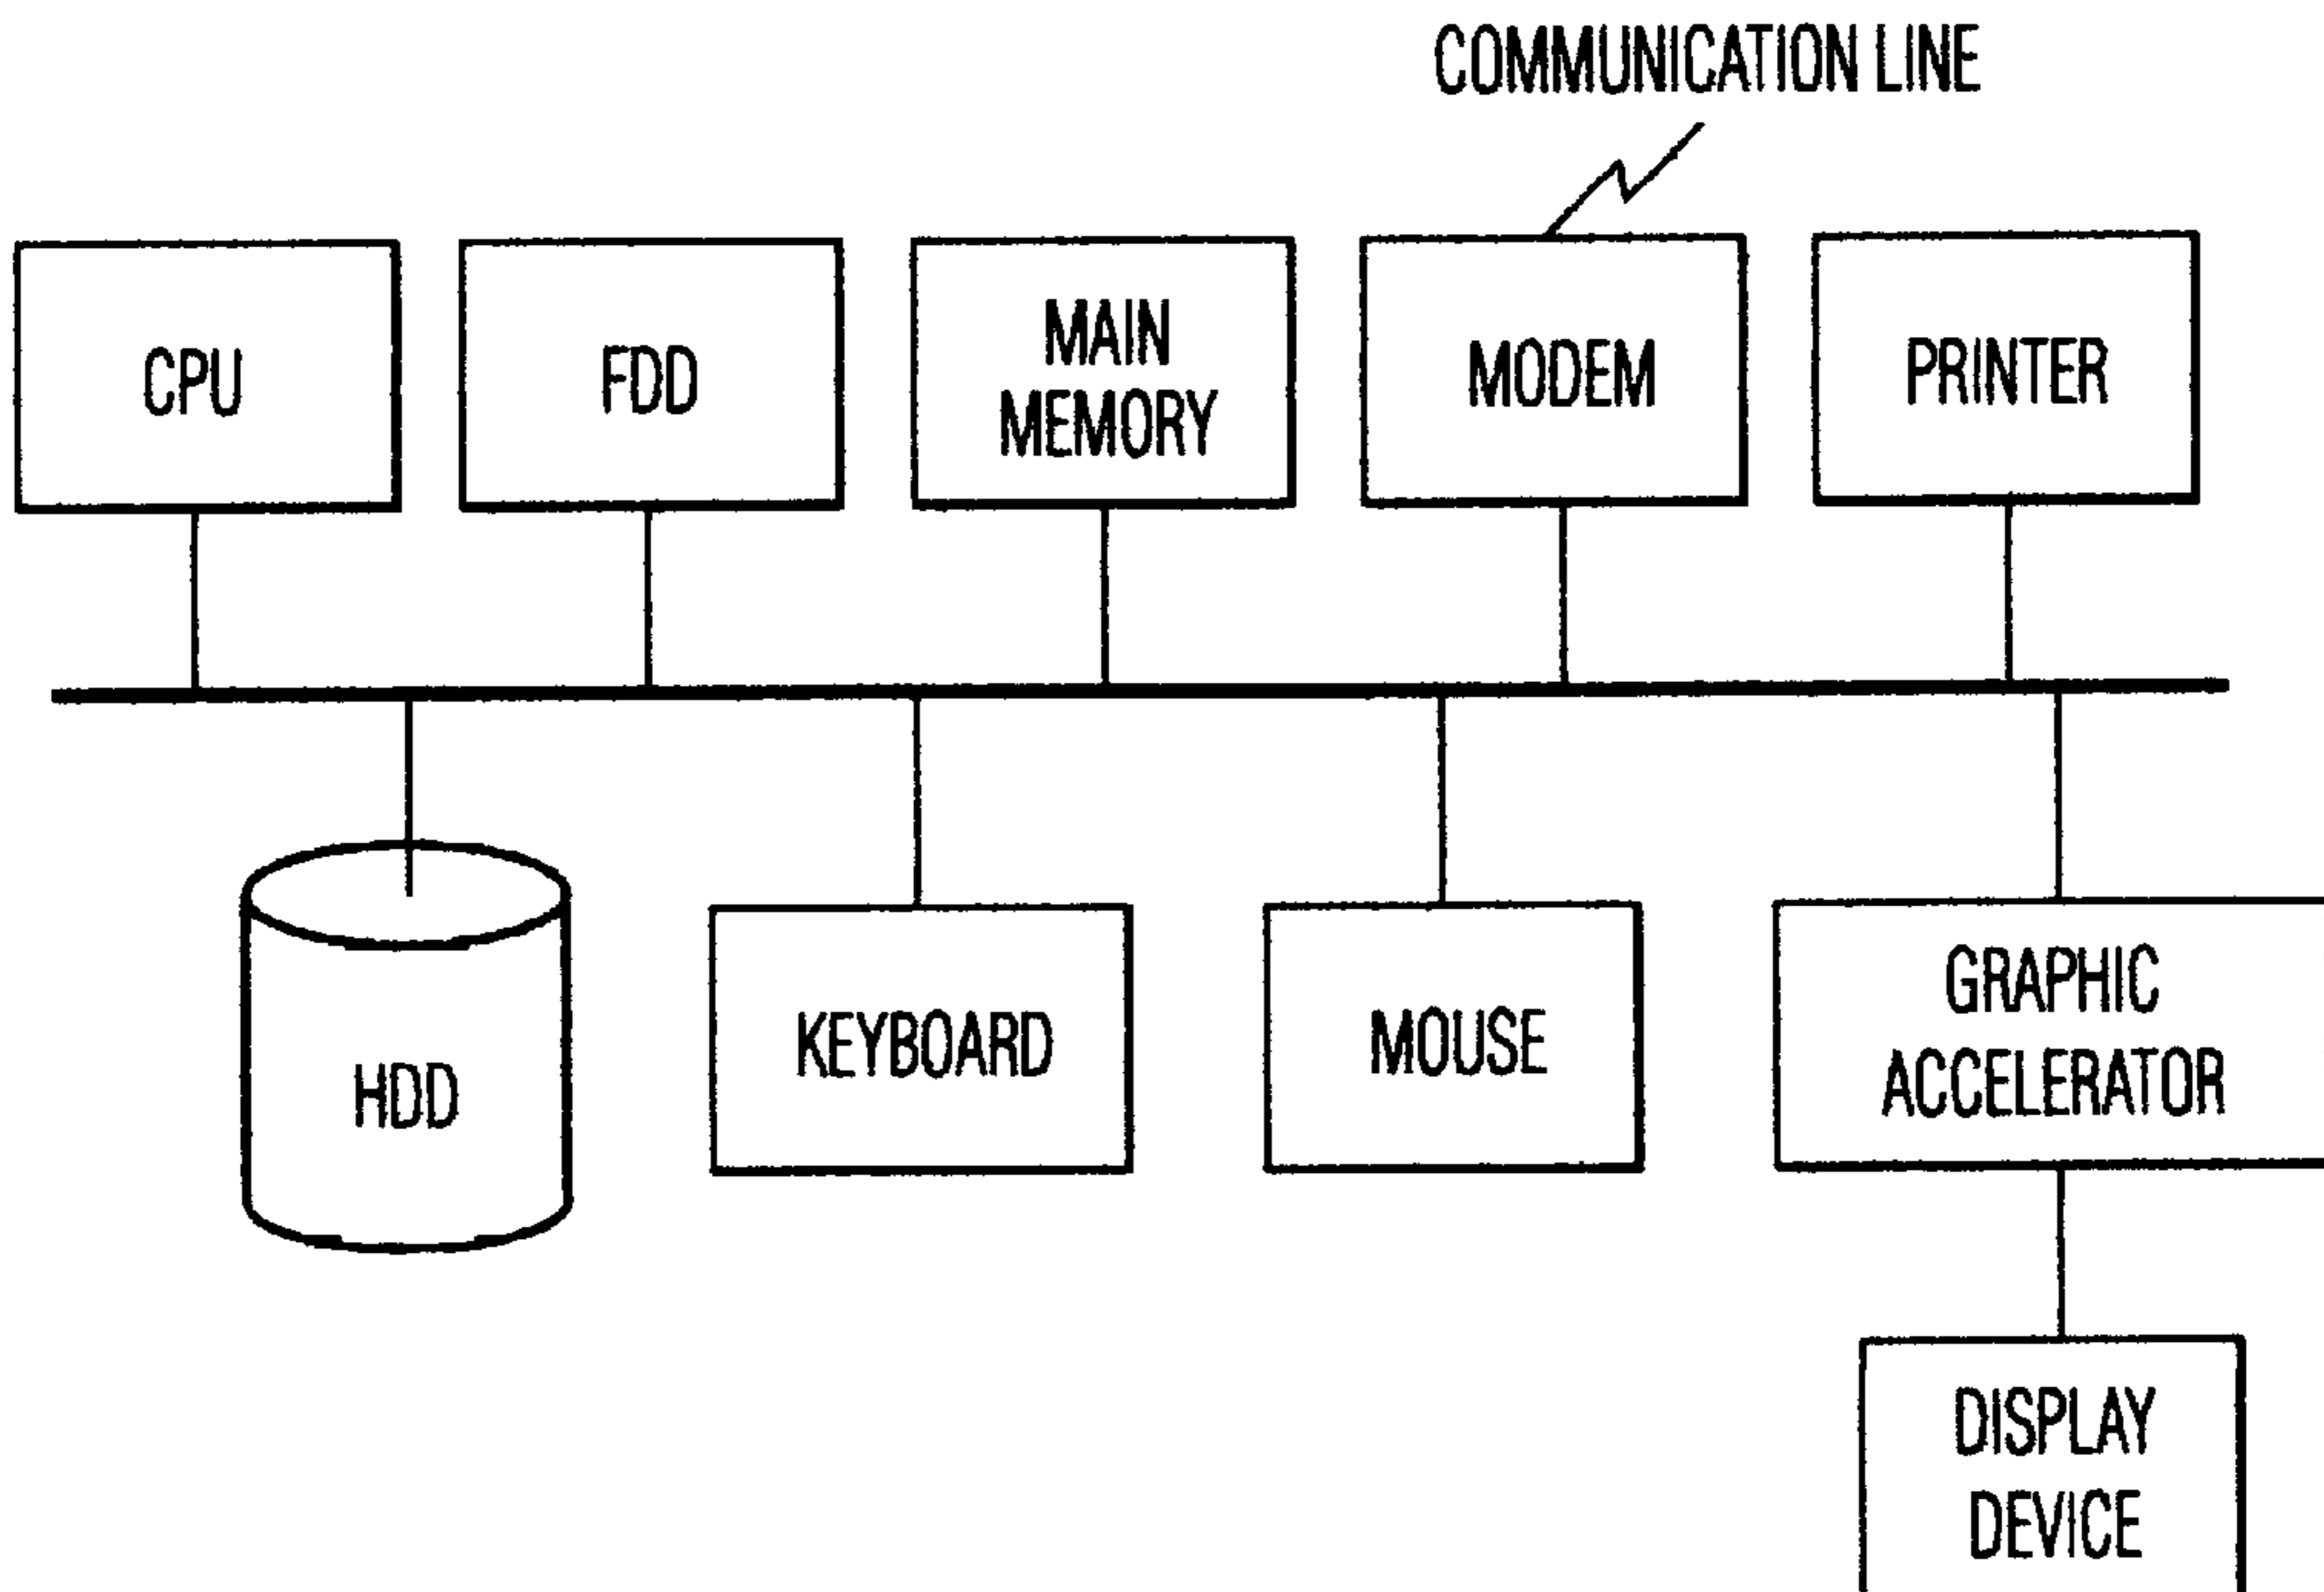 COMMUNICATION LINE
CPU
FDD
MAIN
MEMORY
MODEM
PRINTER
HDD
KEYBOARD
MOUSE
GRAPHIC
ACCELERATOR
DISPLAY
DEVICE